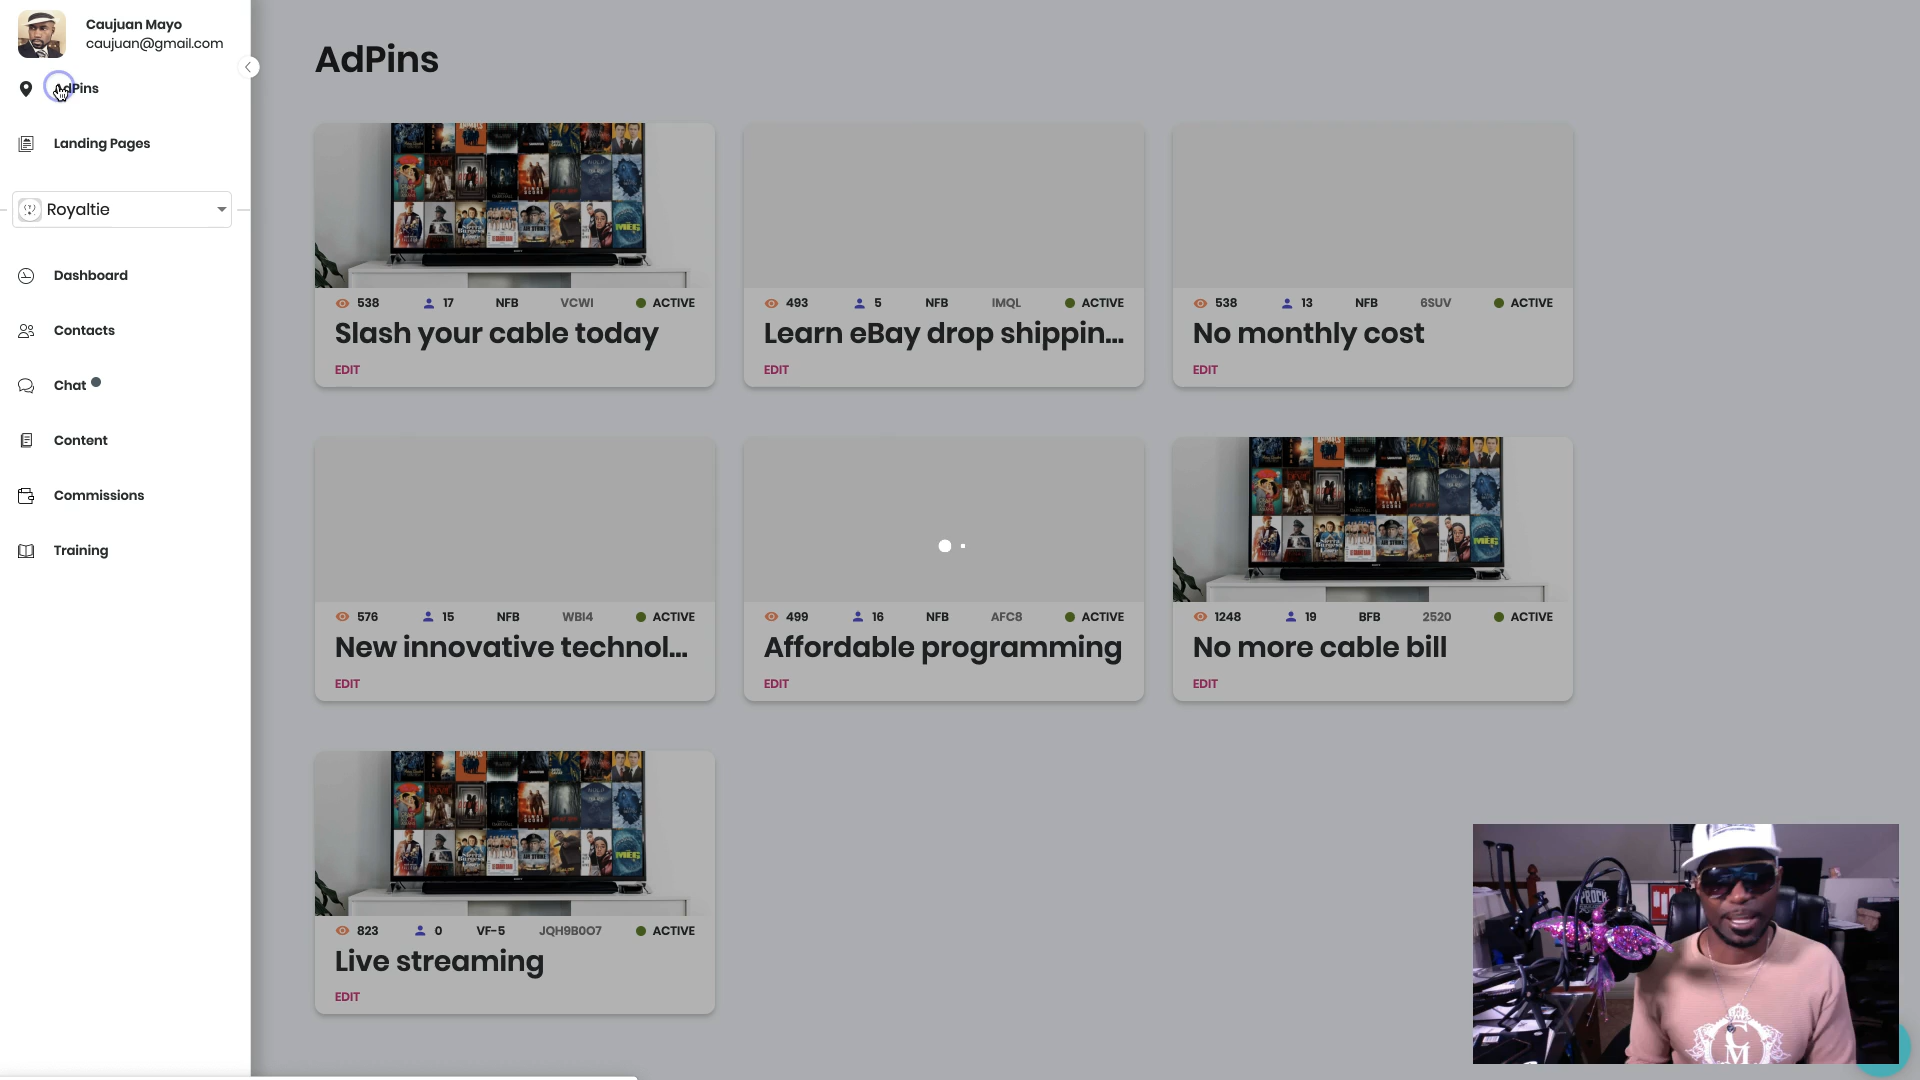 Caujuan Mayo
caujuan@gmail.com
AdPins
Landing Pages
Royaltie
Dashboard
Contacts
Chat
Content
Commissions
Training
AdPins
538 17 NFB VCWI ACTIVE
Slash your cable today
EDIT
493 5 NFB IMQL ACTIVE
Learn eBay drop shippin...
EDIT
538 13 NFB 6SUV ACTIVE
No monthly cost
EDIT
576 15 NFB WBI4 ACTIVE
New innovative technol...
EDIT
499 16 NFB AFC8 ACTIVE
Affordable programming
EDIT
1248 19 BFB 2520 ACTIVE
No more cable bill
EDIT
823 0 VF-5 JQH9B0O7 ACTIVE
Live streaming
EDIT